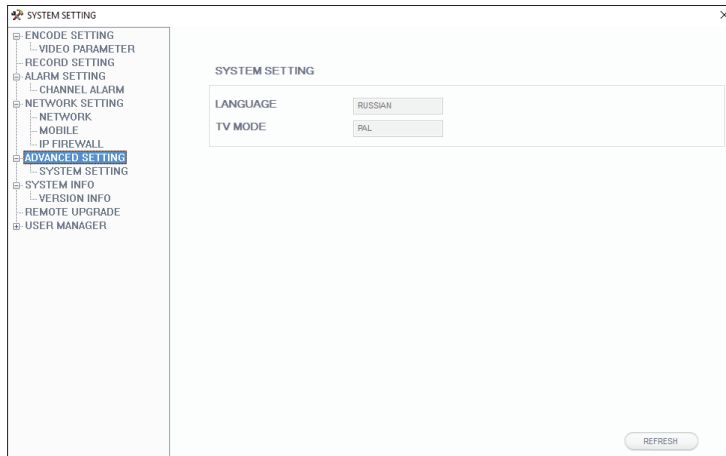 SYSTEM SETTING
ENCODE SETTING
VIDEO PARAMETER
RECORD SETTING
ALARM SETTING
CHANNEL ALARM
NETWORK SETTING
NETWORK
MOBILE
IP FIREWALL
ADVANCED SETTING
SYSTEM SETTING
SYSTEM INFO
VERSION INFO
REMOTE UPGRADE
USER MANAGER
SYSTEM SETTING
LANGUAGE RUSSIAN
TV MODE PAL
REFRESH